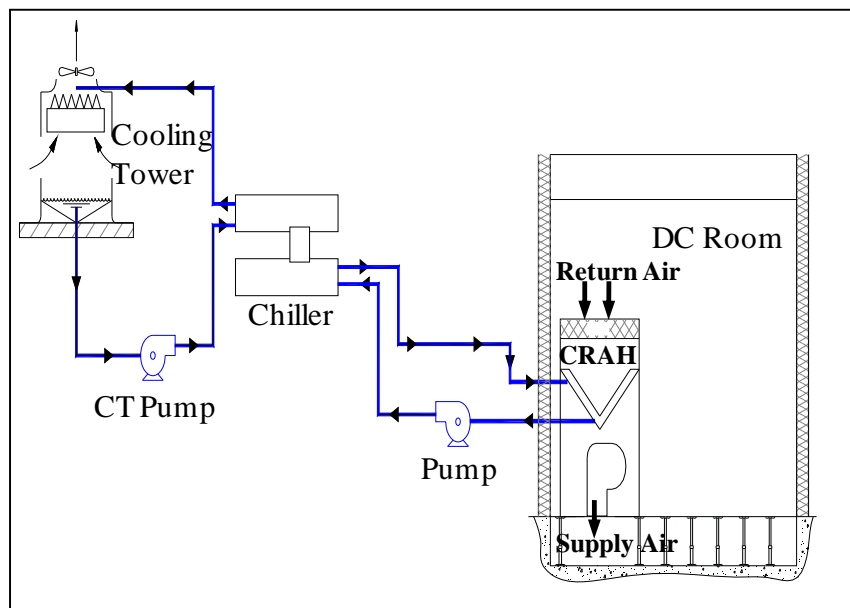 Cooling
Tower
DC Room
Return Air
Chiller
CRAH
CT Pump
Pump
Supply Air